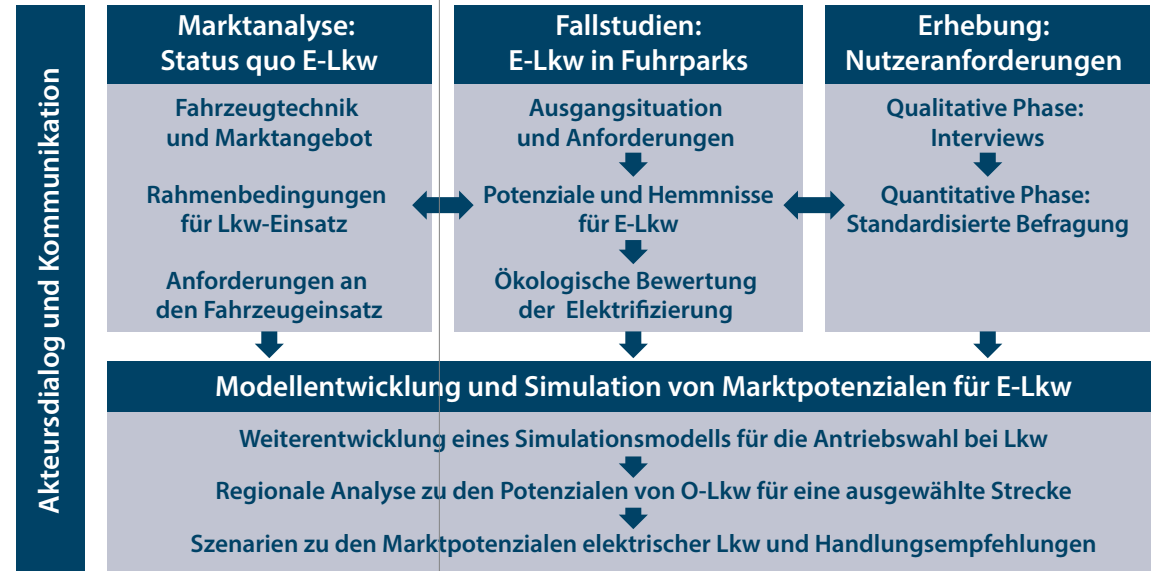 Akteursdialog und Kommunikation
Marktanalyse:
Status quo E-Lkw
Fahrzeugtechnik
und Marktangebot
Rahmenbedingungen
für Lkw-Einsatz
Anforderungen an
den Fahrzeugeinsatz
Fallstudien:
E-Lkw in Fuhrparks
Ausgangsituation
und Anforderungen
Potenziale und Hemmnisse
für E-Lkw
Ökologische Bewertung
der Elektrifizierung
Erhebung:
Nutzeranforderungen
Qualitative Phase:
Interviews
Quantitative Phase:
Standardisierte Befragung
Modellentwicklung und Simulation von Marktpotenzialen für E-Lkw
Weiterentwicklung eines Simulationsmodells für die Antriebswahl bei Lkw
Regionale Analyse zu den Potenzialen von O-Lkw für eine ausgewählte Strecke
Szenarien zu den Marktpotenzialen elektrischer Lkw und Handlungsempfehlungen